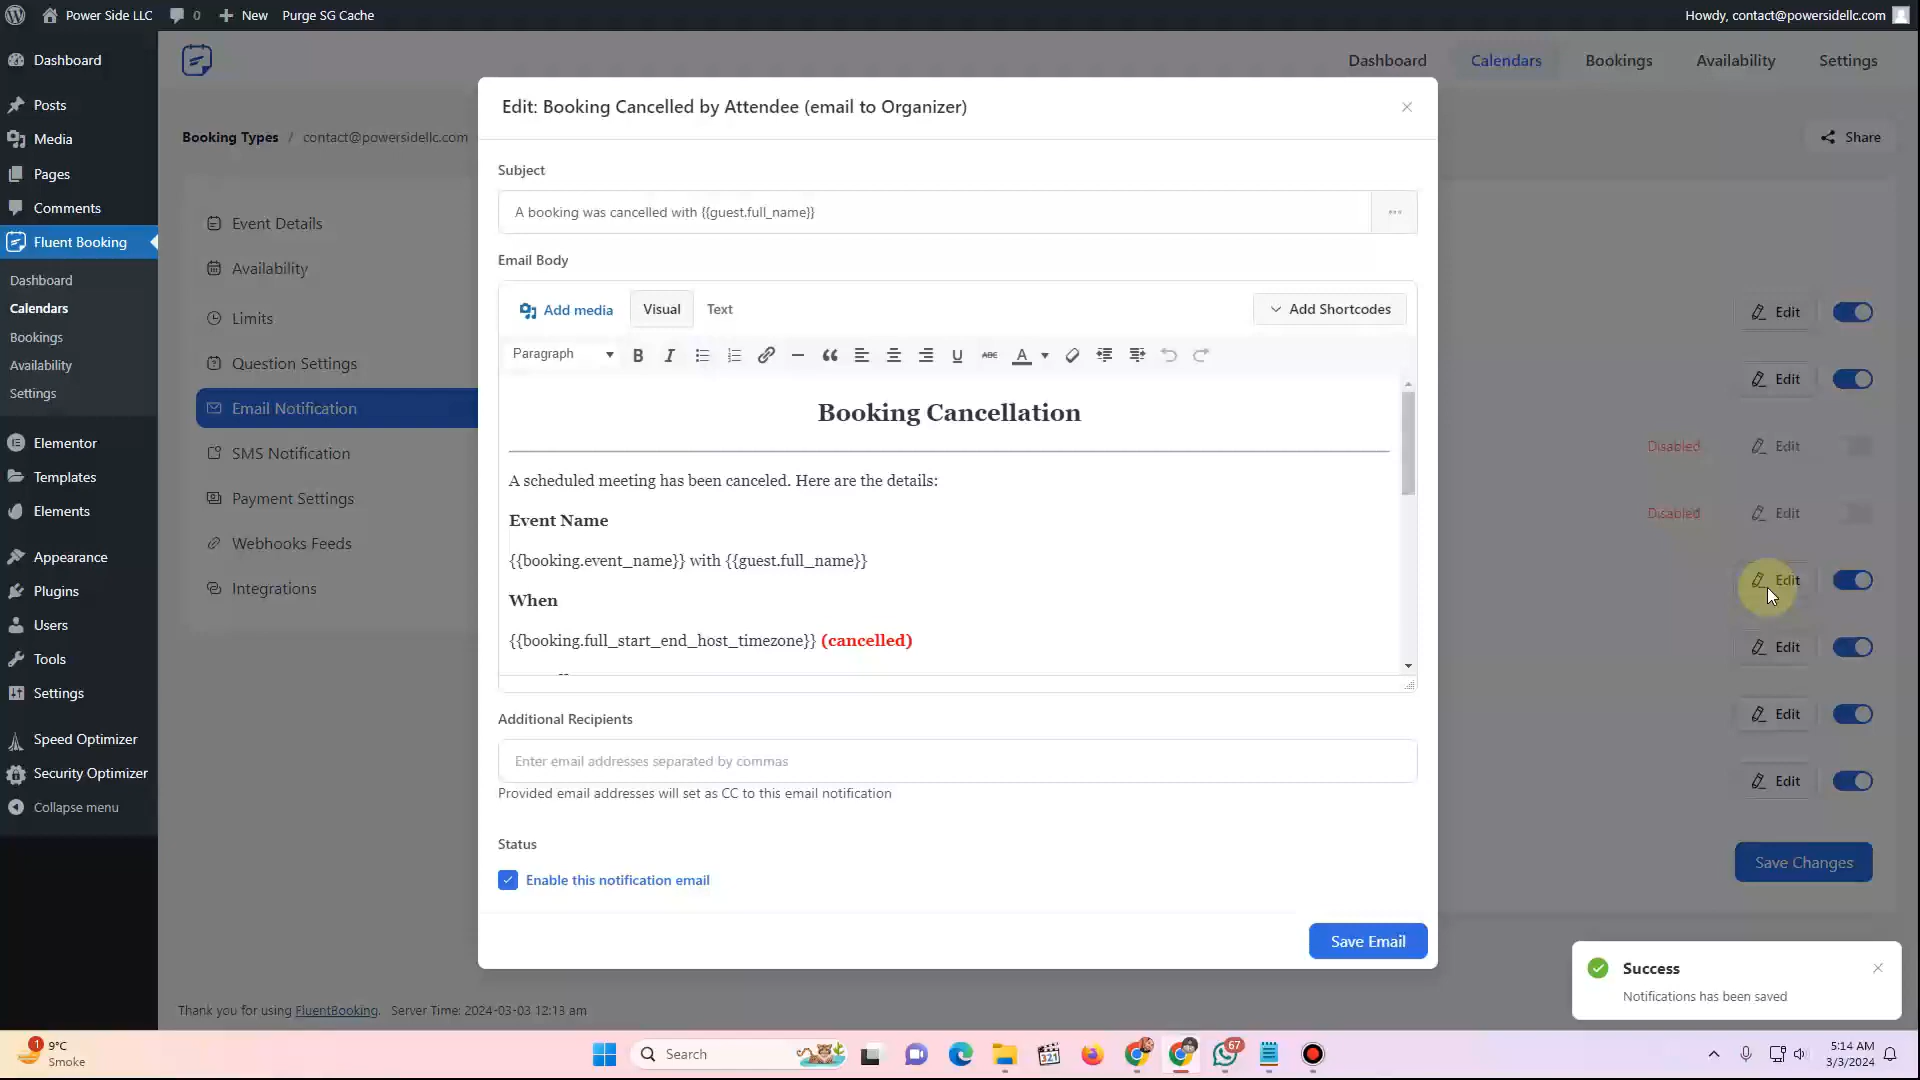 Power Side LLC
0
New
Purge SG Cache
Howdy, contact@powersidellc.com
Dashboard
Posts
Media
Pages
Comments
Fluent Booking
Dashboard
Calendars
Bookings
Availability
Settings
Elementor
Templates
Elements
Appearance
Plugins
Users
Tools
Settings
Speed Optimizer
Security Optimizer
Collapse menu
Dashboard
Calendars
Bookings
Availability
Settings
Booking Types / contact@powersidellc.com
Share
Event Details
Availability
Limits
Question Settings
Email Notification
SMS Notification
Payment Settings
Webhooks Feeds
Integrations
Edit: Booking Cancelled by Attendee (email to Organizer)
Subject
A booking was cancelled with {{guest.full_name}}
Email Body
Add media
Visual
Text
Add Shortcodes
Paragraph
B
I
U
ABC
A
Booking Cancellation
A scheduled meeting has been canceled. Here are the details:
Event Name
{{booking.event_name}} with {{guest.full_name}}
When
{{booking.full_start_end_host_timezone}} (cancelled)
Additional Recipients
Enter email addresses separated by commas
Provided email addresses will set as CC to this email notification
Status
Enable this notification email
Save Email
Edit
Edit
Disabled Edit
Disabled Edit
Edit
Edit
Edit
Edit
Save Changes
Success
Notifications has been saved
Thank you for using FluentBooking. Server Time: 2024-03-03 12:13 am
1
9°C
Smoke
Search
321
67
5:14 AM
3/3/2024